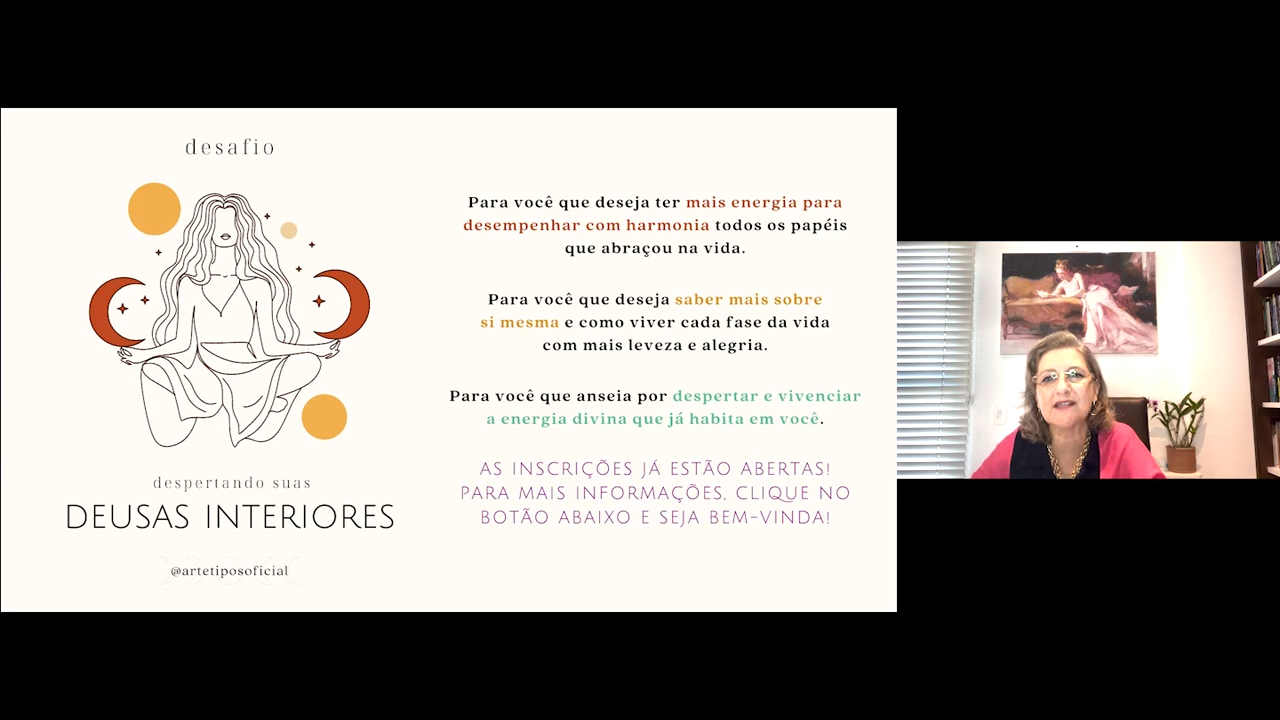 desafio
despertando suas
DEUSAS INTERIORES
@artetiposoficial
Para você que deseja ter mais energia para
desempenhar com harmonia todos os papéis
que abraçou na vida.
Para você que deseja saber mais sobre
si mesma e como viver cada fase da vida
com mais leveza e alegria.
Para você que anseia por despertar e vivenciar
a energia divina que já habita em você.
AS INSCRIÇÕES JÁ ESTÃO ABERTAS!
PARA MAIS INFORMAÇÕES, CLIQUE NO
BOTÃO ABAIXO E SEJA BEM-VINDA!